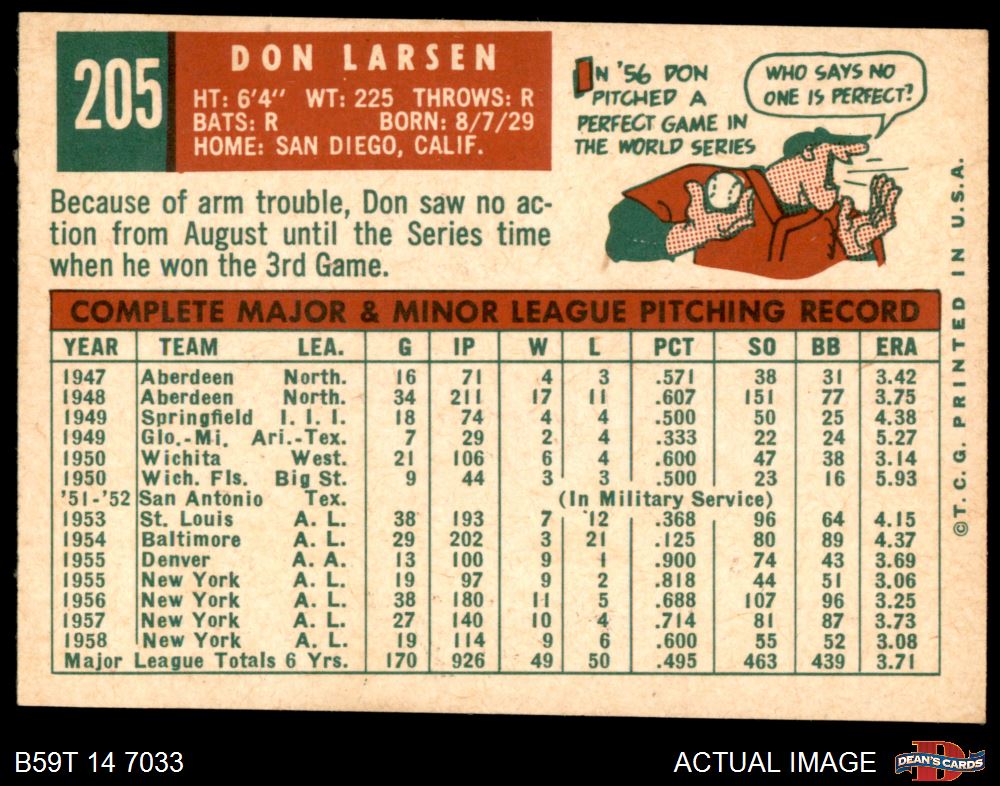 205
DON LARSEN
HT: 6'4" WT: 225 THROWS: R
BATS: R BORN: 8/7/29
HOME: SAN DIEGO, CALIF.
IN '56 DON
PITCHED A
PERFECT GAME IN
THE WORLD SERIES
WHO SAYS NO
ONE IS PERFECT?
Because of arm trouble, Don saw no ac-
tion from August until the Series time
when he won the 3rd Game.
COMPLETE MAJOR & MINOR LEAGUE PITCHING RECORD
YEAR TEAM LEA. G IP W L PCT SO BB ERA
1947 Aberdeen North. 16 71 4 3 .571 38 31 3.42
1948 Aberdeen North. 34 211 17 11 .607 151 77 3.75
1949 Springfield I. I. I. 18 74 4 4 .500 50 25 4.38
1949 Glo.-Mi. Ari.-Tex. 7 29 2 4 .333 22 24 5.27
1950 Wichita West. 21 106 6 4 .600 47 38 3.14
1950 Wich. Fls. Big St. 9 44 3 3 .500 23 16 5.93
'51-'52 San Antonio Tex. (In Military Service)
1953 St. Louis A. L. 38 193 7 12 .368 96 64 4.15
1954 Baltimore A. L. 29 202 3 21 .125 80 89 4.37
1955 Denver A. A. 13 100 9 1 .900 74 43 3.69
1955 New York A. L. 19 97 9 2 .818 44 51 3.06
1956 New York A. L. 38 180 11 5 .688 107 96 3.25
1957 New York A. L. 27 140 10 4 .714 81 87 3.73
1958 New York A. L. 19 114 9 6 .600 55 52 3.08
Major League Totals 6 Yrs. 170 926 49 50 .495 463 439 3.71
©T. C. G. PRINTED IN U.S.A.
B59T 14 7033
ACTUAL IMAGE
DEAN'S CARDS